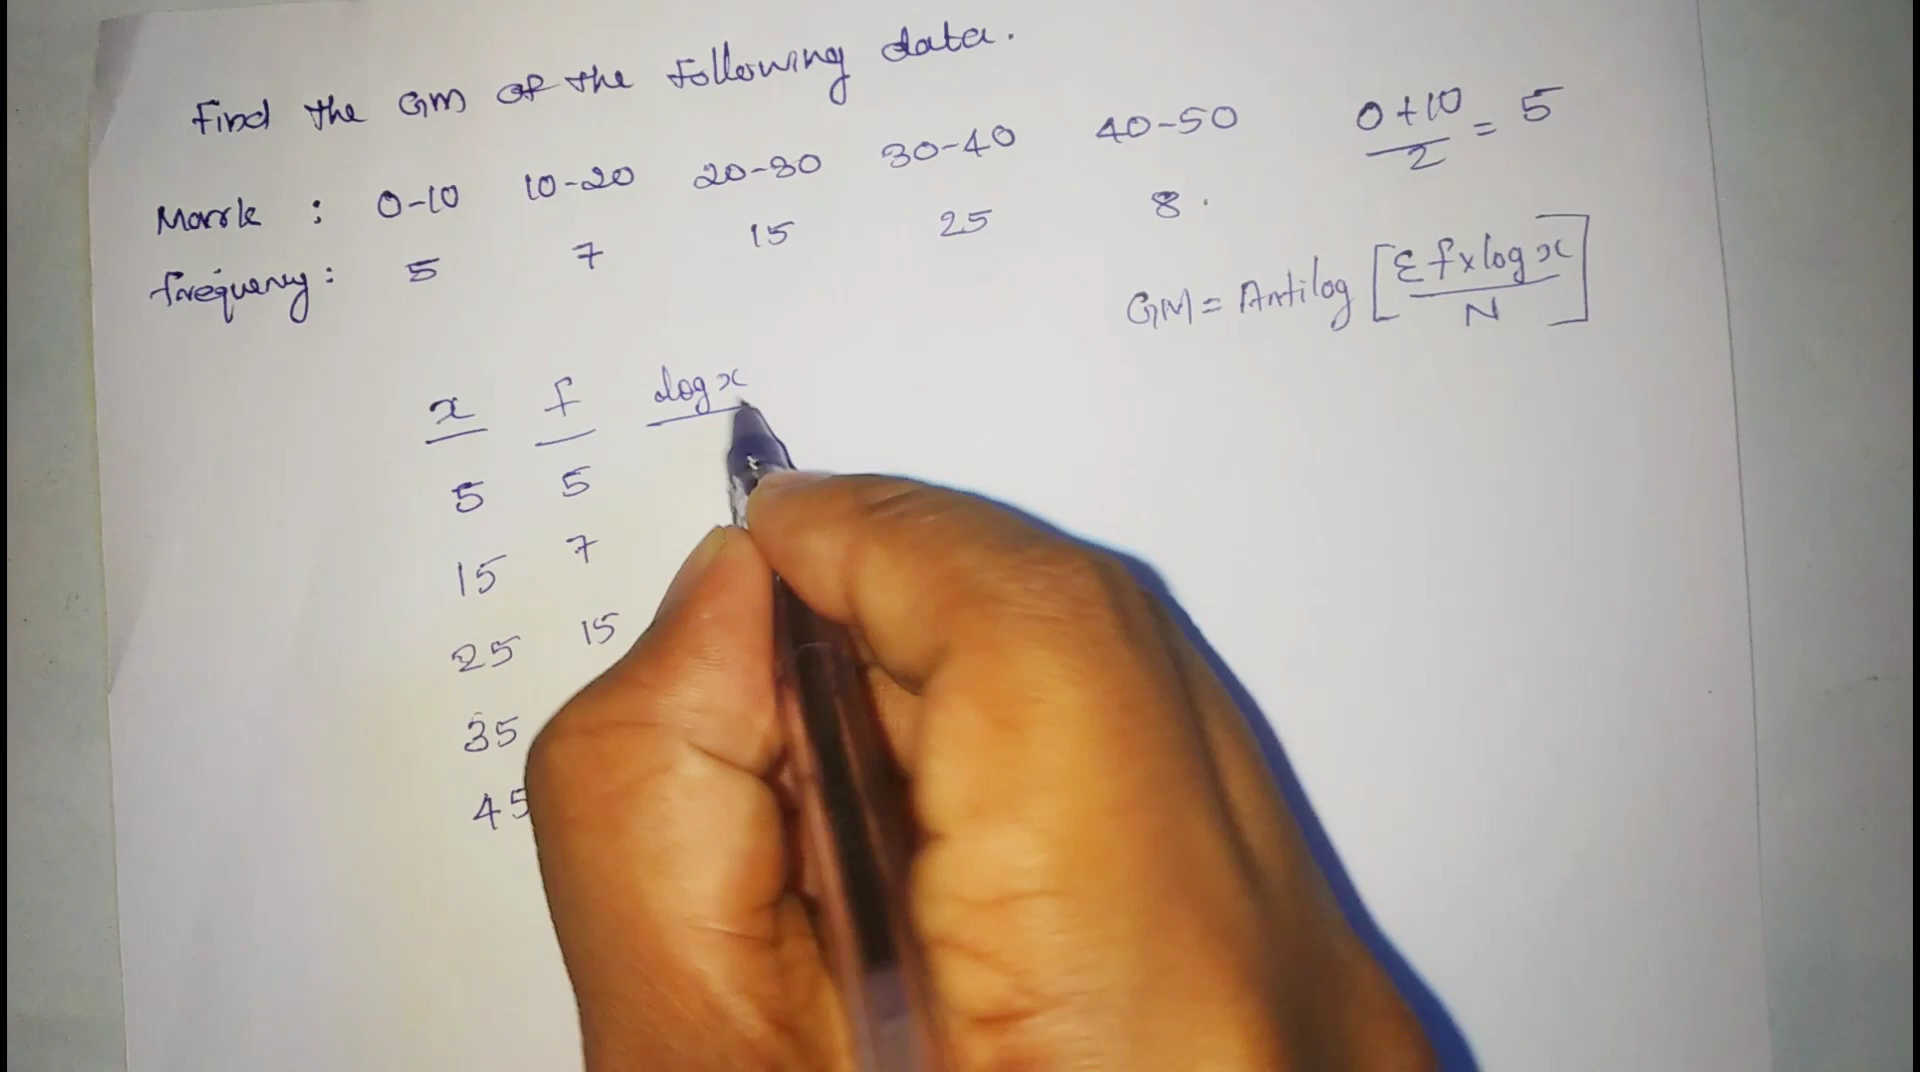 Find the GM of the following data.
Mark : 0-10 10-20 20-30 30-40 40-50
frequency : 5 7 15 25 8.
0+10/2 = 5
GM = Antilog [Σf×log x/N]
x f log x
5 5
15 7
25 15
35
45